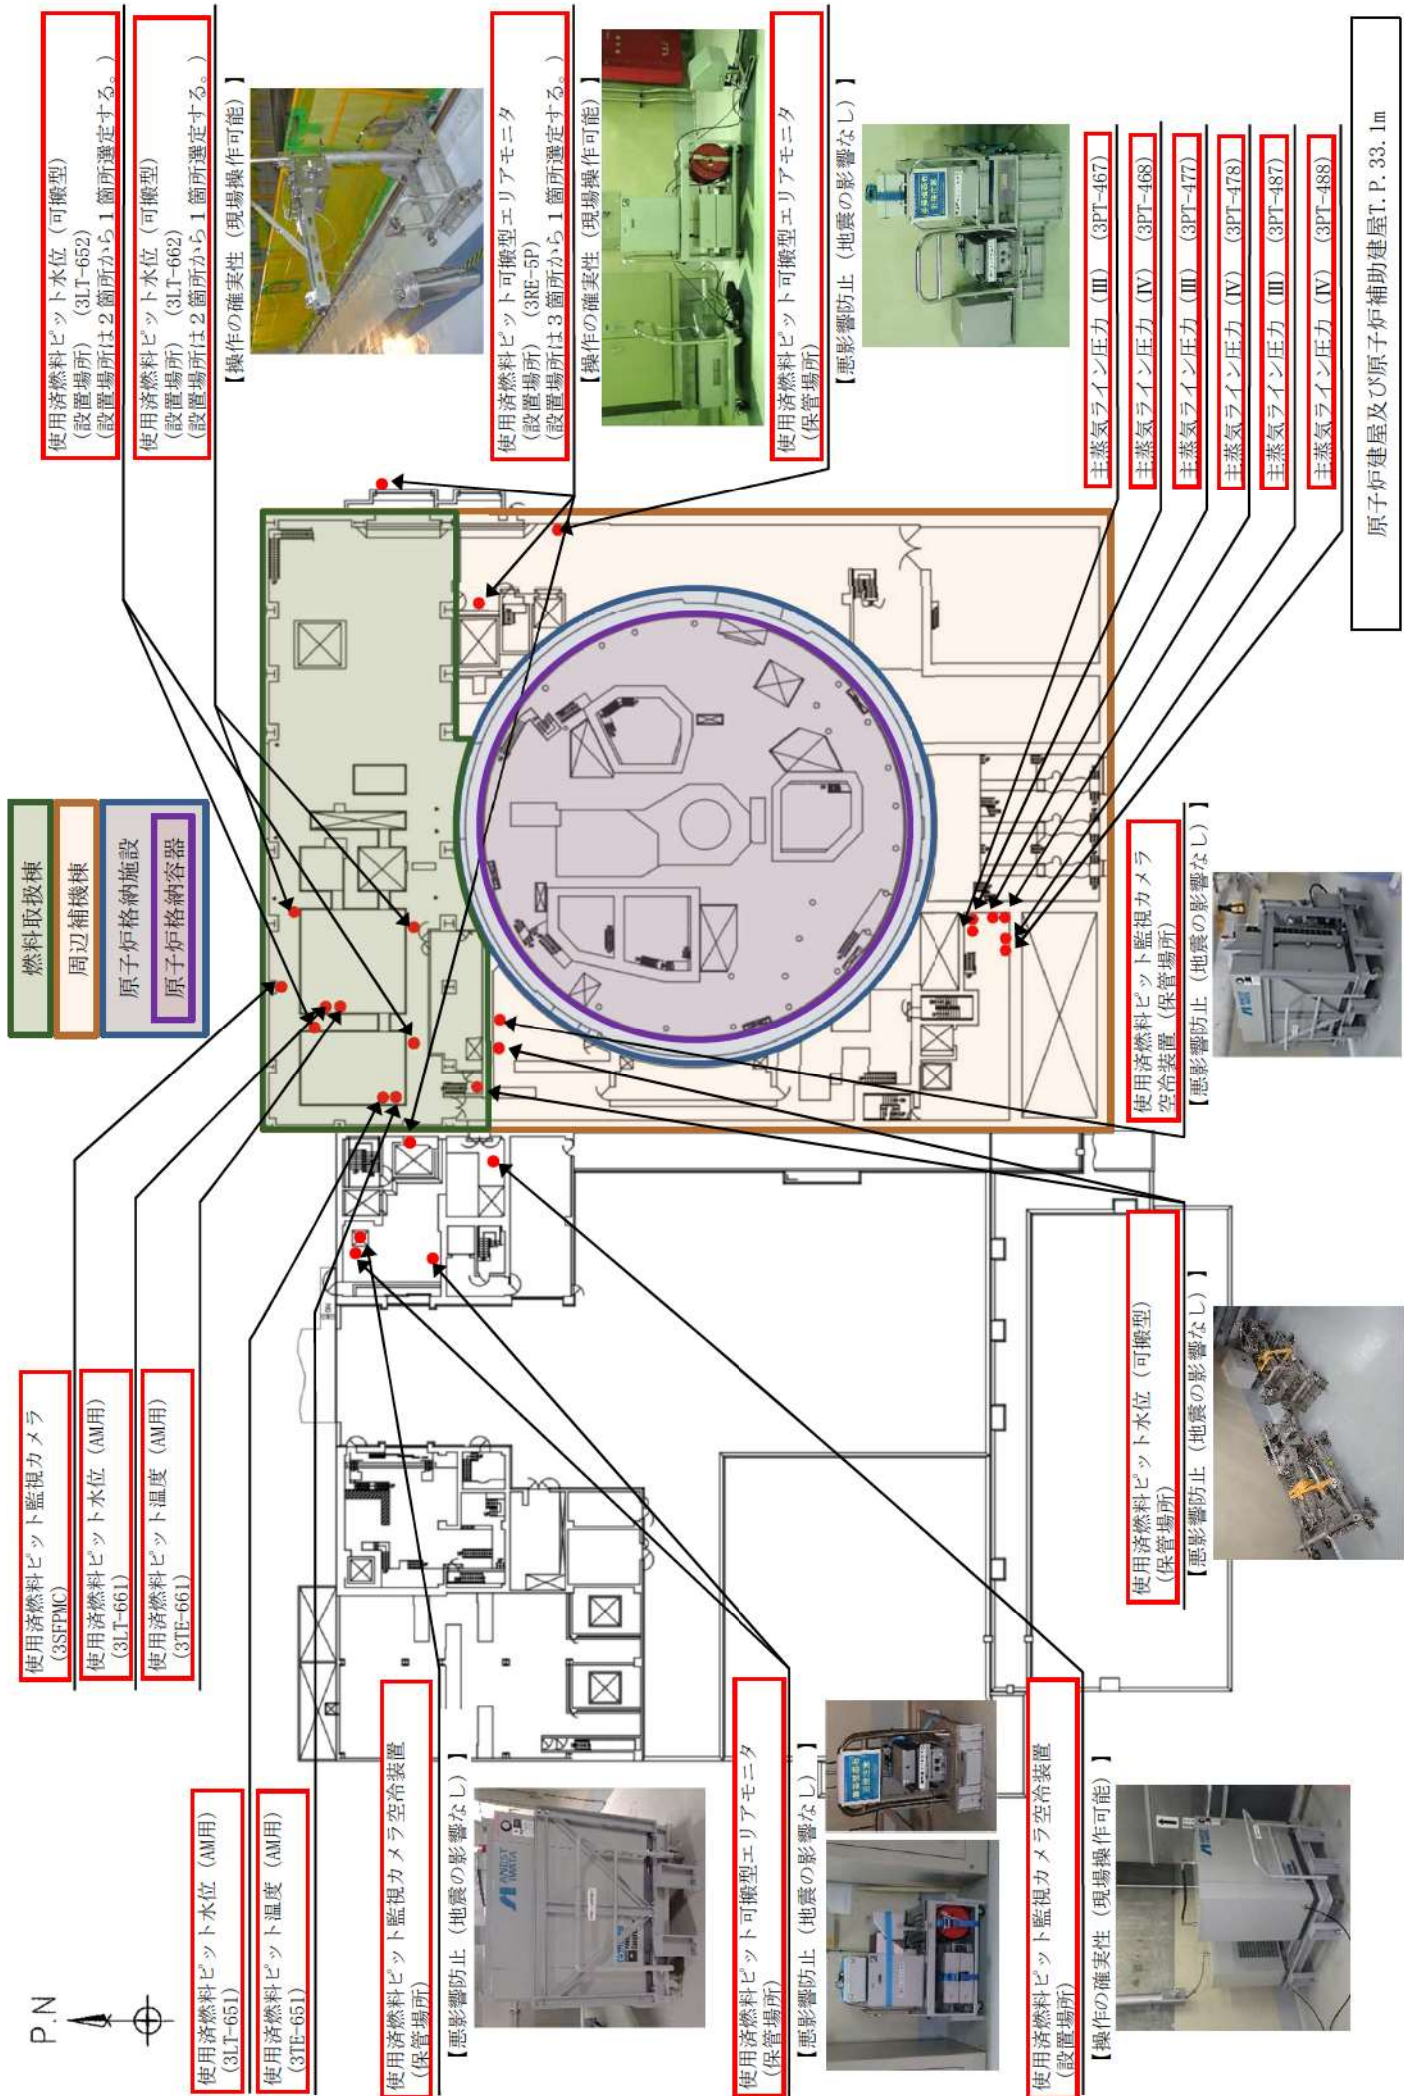 P.N
燃料取扱棟
周辺補機棟
原子炉格納施設
原子炉格納容器
使用済燃料ピット監視カメラ
(3SFPMC)
使用済燃料ピット水位（AM用）
(3LT-661)
使用済燃料ピット温度（AM用）
(3TE-661)
使用済燃料ピット水位（AM用）
(3LT-651)
使用済燃料ピット温度（AM用）
(3TE-651)
使用済燃料ピット監視カメラ空冷装置
(保管場所)
【悪影響防止（地震の影響なし）】
ANEST
IWATA
使用済燃料ピット可搬型エリアモニタ
(保管場所)
【悪影響防止（地震の影響なし）】
使用済燃料ピット監視カメラ空冷装置
(設置場所)
【操作の確実性（現場操作可能）】
ANEST
IWATA
使用済燃料ピット水位（可搬型）
(設置場所)　(3LT-652)
(設置場所は２箇所から１箇所選定する。)
使用済燃料ピット水位（可搬型）
(設置場所)　(3LT-662)
(設置場所は２箇所から１箇所選定する。)
【操作の確実性（現場操作可能）】
使用済燃料ピット可搬型エリアモニタ
(設置場所)　(3RE-5P)
(設置場所は３箇所から１箇所選定する。)
【操作の確実性（現場操作可能）】
使用済燃料ピット可搬型エリアモニタ
(保管場所)
【悪影響防止（地震の影響なし）】
主蒸気ライン圧力（Ⅲ）（3PT-467）
主蒸気ライン圧力（Ⅳ）（3PT-468）
主蒸気ライン圧力（Ⅲ）（3PT-477）
主蒸気ライン圧力（Ⅳ）（3PT-478）
主蒸気ライン圧力（Ⅲ）（3PT-487）
主蒸気ライン圧力（Ⅳ）（3PT-488）
使用済燃料ピット監視カメラ
空冷装置（保管場所）
【悪影響防止（地震の影響なし）】
使用済燃料ピット水位（可搬型）
(保管場所)
【悪影響防止（地震の影響なし）】
原子炉建屋及び原子炉補助建屋T.P.33.1m